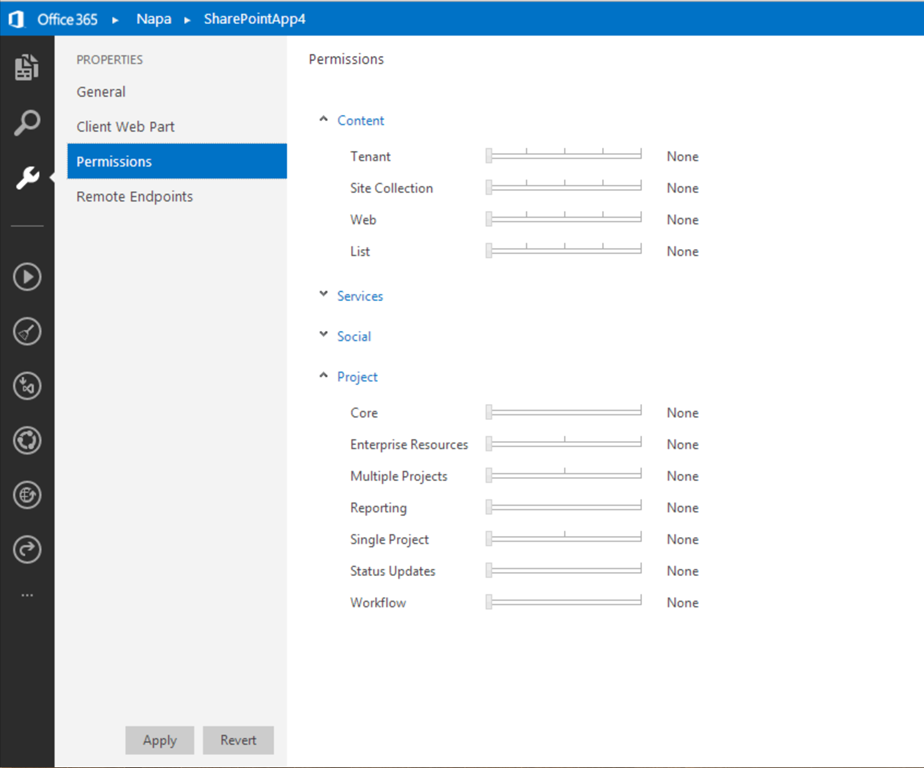 Office 365 ▸ Napa ▸ SharePointApp4
PROPERTIES
General
Client Web Part
Permissions
Remote Endpoints
Apply
Revert
Permissions
Content
Tenant None
Site Collection None
Web None
List None
Services
Social
Project
Core None
Enterprise Resources None
Multiple Projects None
Reporting None
Single Project None
Status Updates None
Workflow None
...